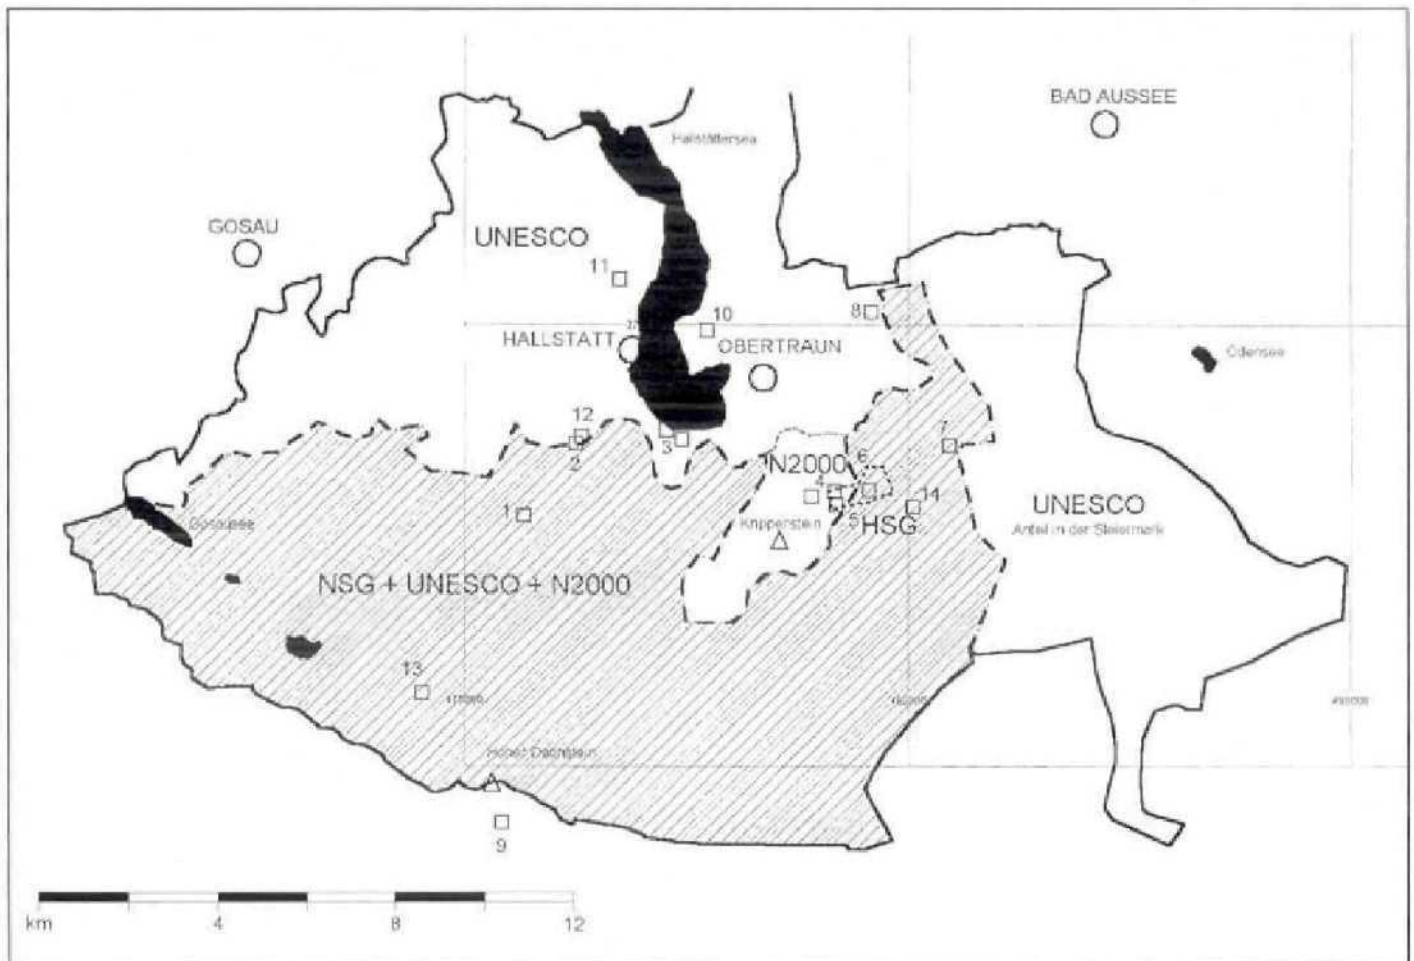 BAD AUSSEE
Hallstättersee
GOSAU
UNESCO
11
8
10
HALLSTATT
OBERTRAUN
Ödensee
12
2
3
7
N2000
6
4
14
1
5
HSG
UNESCO
Anteil in der Steiermark
Gosausee
Krippenstein
NSG + UNESCO + N2000
13
Hoher Dachstein
9
km
4
8
12